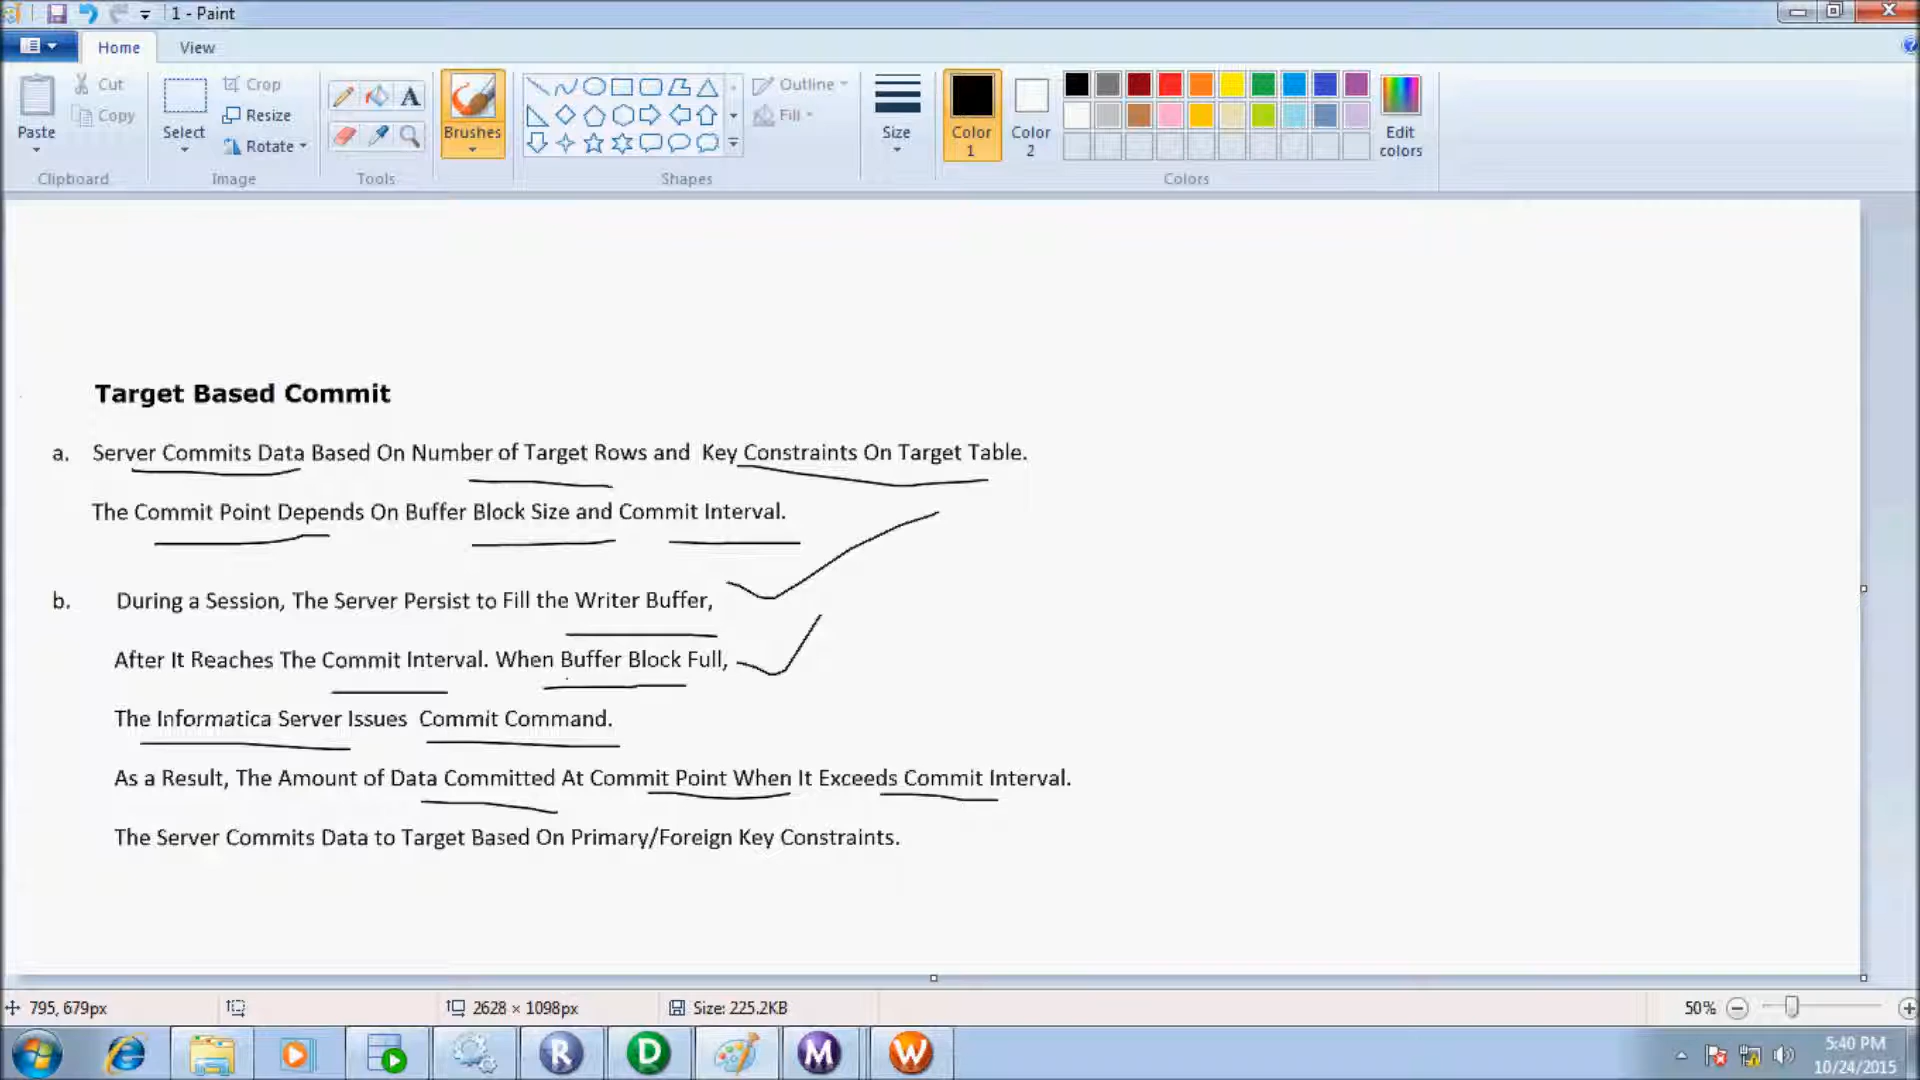 1 - Paint
Home View
Paste Cut Copy Clipboard
Select Crop Resize Rotate Image
Tools
Brushes
Shapes
Outline Fill
Size
Color 1
Color 2
Edit colors
Colors
Target Based Commit
a. Server Commits Data Based On Number of Target Rows and Key Constraints On Target Table.
The Commit Point Depends On Buffer Block Size and Commit Interval.
b. During a Session, The Server Persist to Fill the Writer Buffer,
After It Reaches The Commit Interval. When Buffer Block Full,
The Informatica Server Issues Commit Command.
As a Result, The Amount of Data Committed At Commit Point When It Exceeds Commit Interval.
The Server Commits Data to Target Based On Primary/Foreign Key Constraints.
795, 679px 2628 × 1098px Size: 225.2KB 50%
R D M W
5:40 PM
10/24/2015